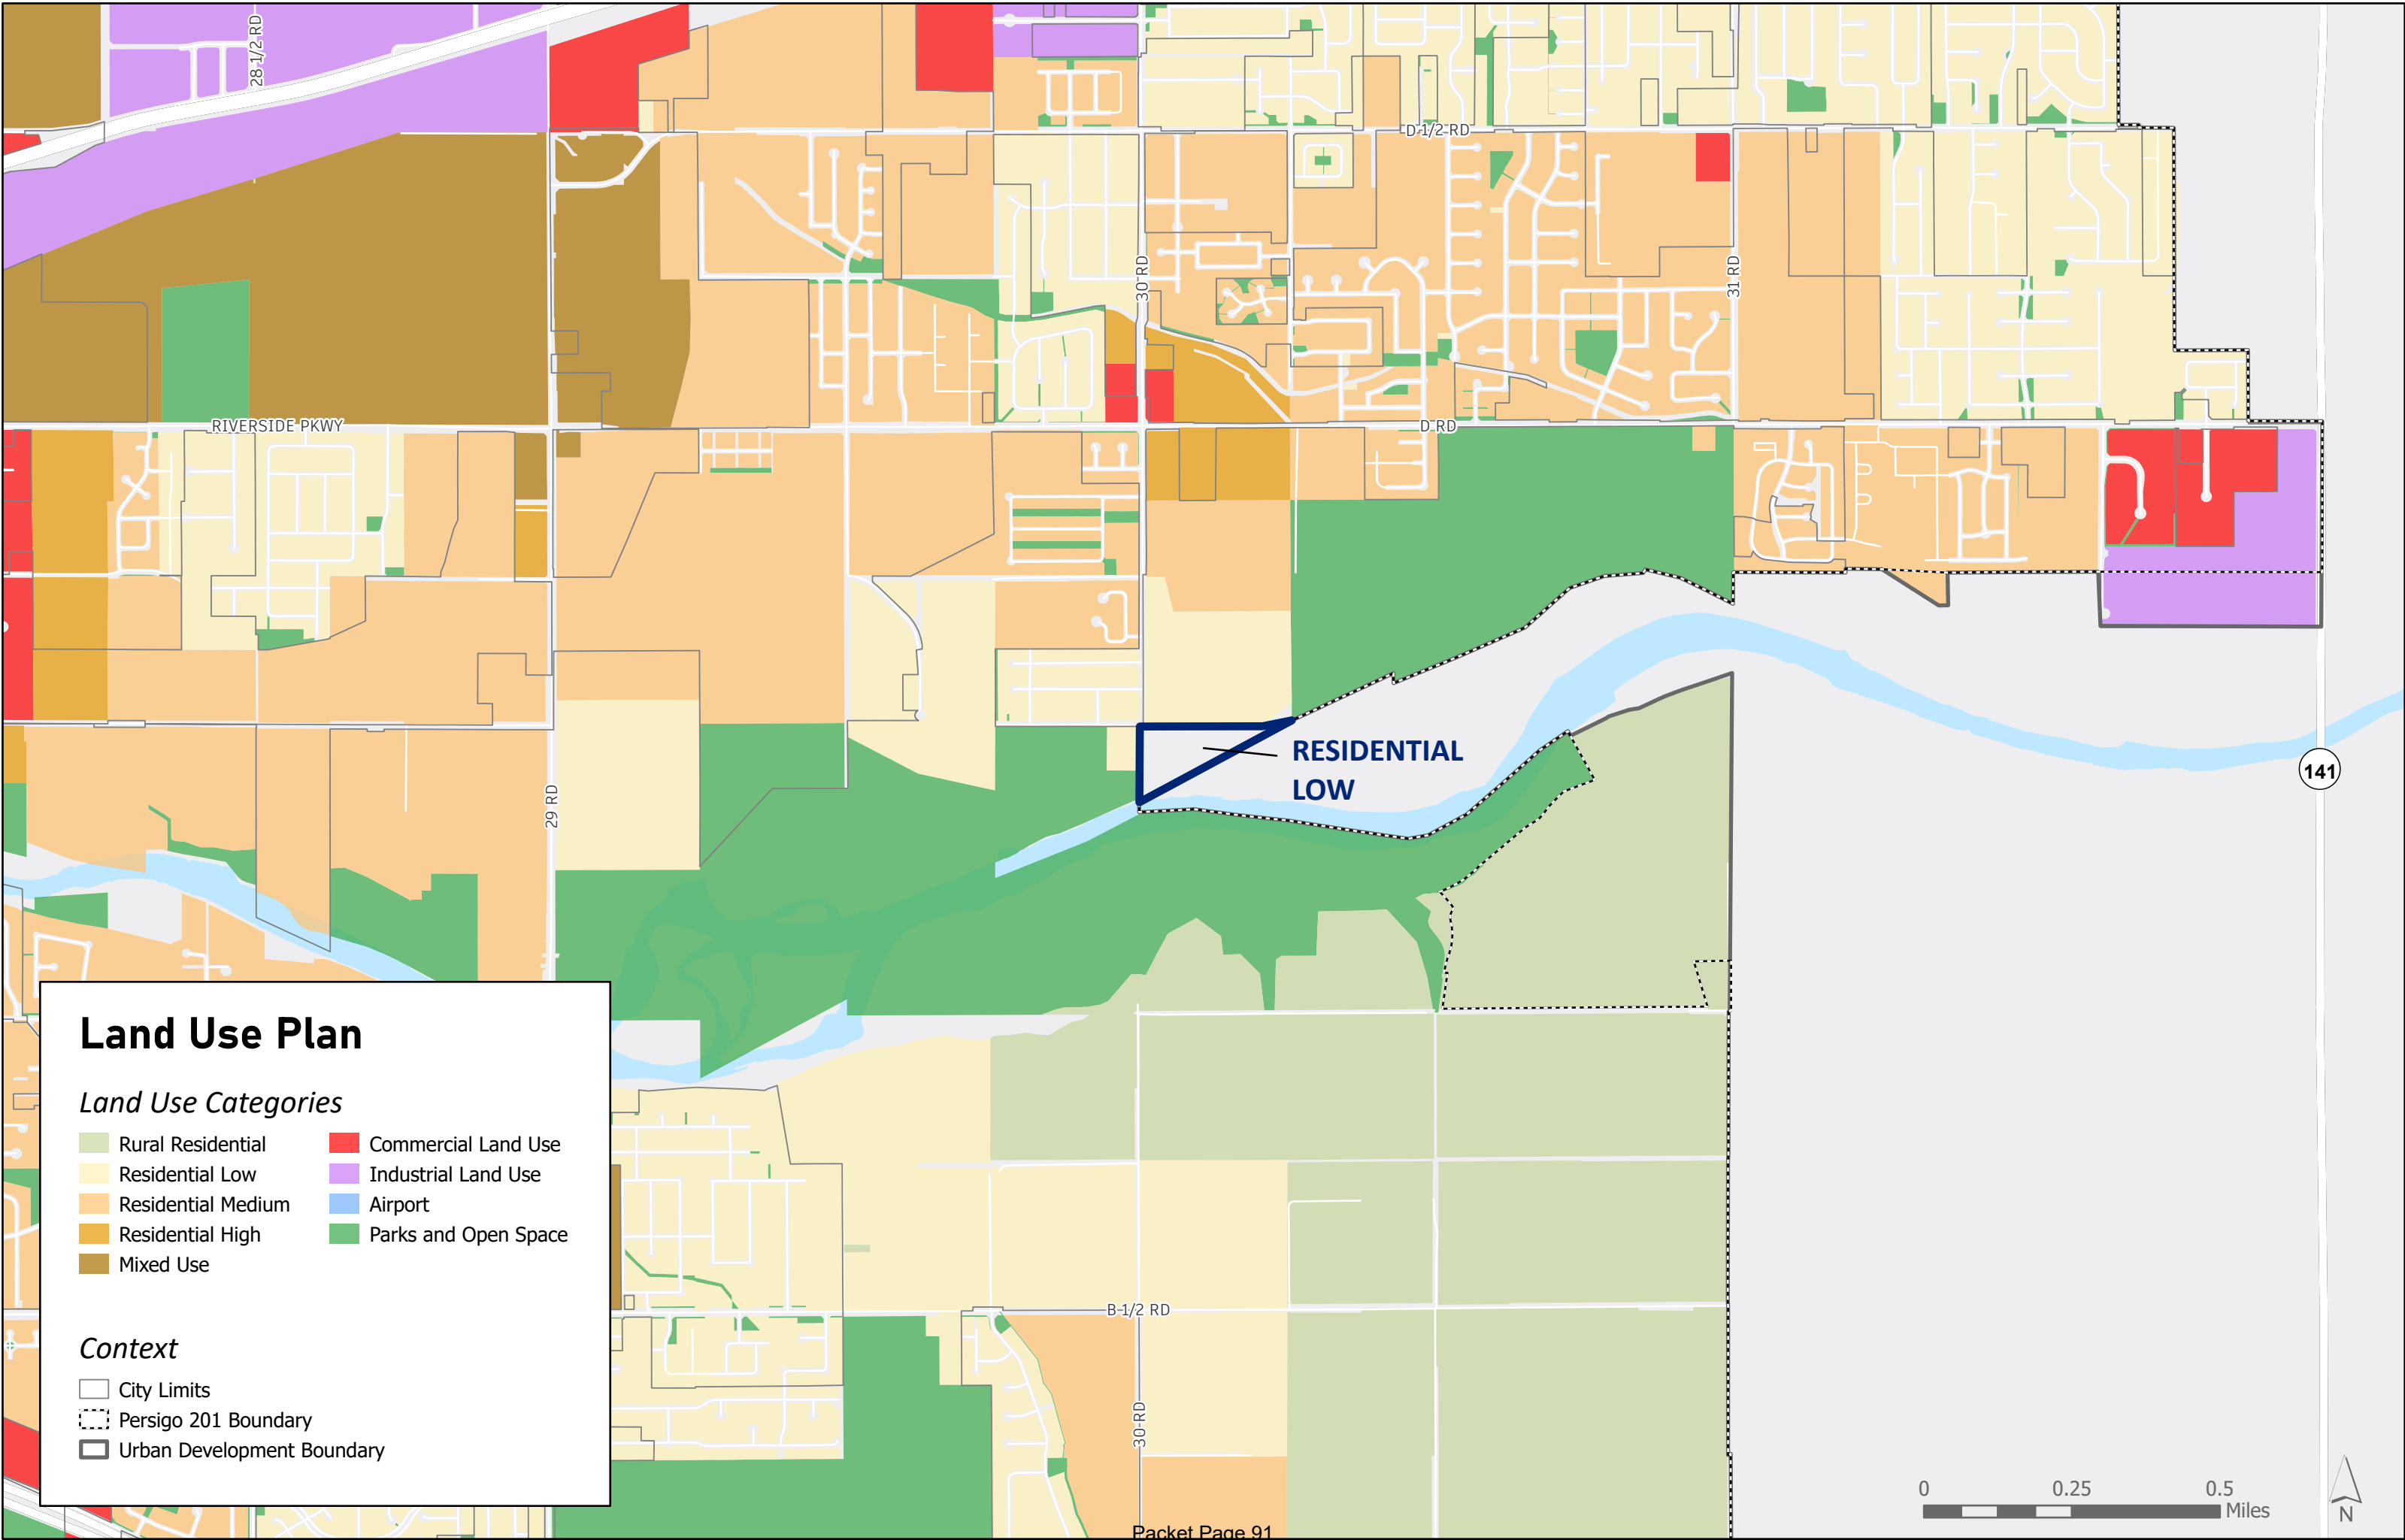 28 1/2 RD
D 1/2 RD
30 RD
31 RD
RIVERSIDE PKWY
D RD
RESIDENTIAL
LOW
141
29 RD
Land Use Plan
Land Use Categories
Rural Residential
Residential Low
Residential Medium
Residential High
Mixed Use
Commercial Land Use
Industrial Land Use
Airport
Parks and Open Space
Context
City Limits
Persigo 201 Boundary
Urban Development Boundary
B 1/2 RD
30 RD
0 0.25 0.5
Miles
N
Packet Page 91